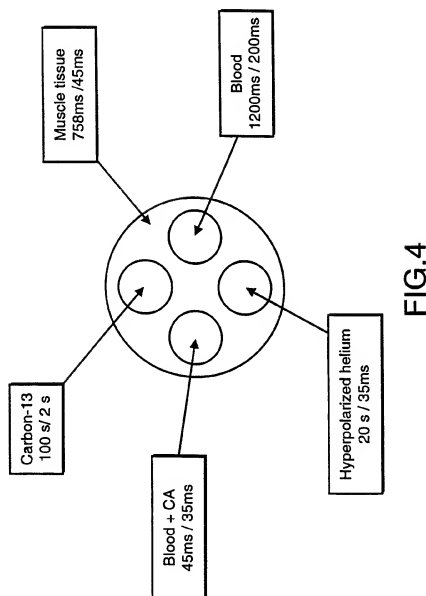 Carbon-13
100 s/ 2 s
Muscle tissue
758ms /45ms
Blood + CA
45ms / 35ms
Blood
1200ms / 200ms
Hyperpolarized helium
20 s / 35ms
FIG.4